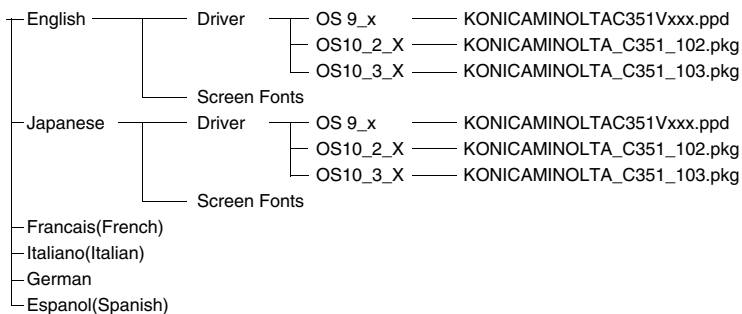 English Driver OS 9_x KONICAMINOLTAC351Vxxx.ppd
OS10_2_X KONICAMINOLTA_C351_102.pkg
OS10_3_X KONICAMINOLTA_C351_103.pkg
Screen Fonts
Japanese Driver OS 9_x KONICAMINOLTAC351Vxxx.ppd
OS10_2_X KONICAMINOLTA_C351_102.pkg
OS10_3_X KONICAMINOLTA_C351_103.pkg
Screen Fonts
Francais(French)
Italiano(Italian)
German
Espanol(Spanish)